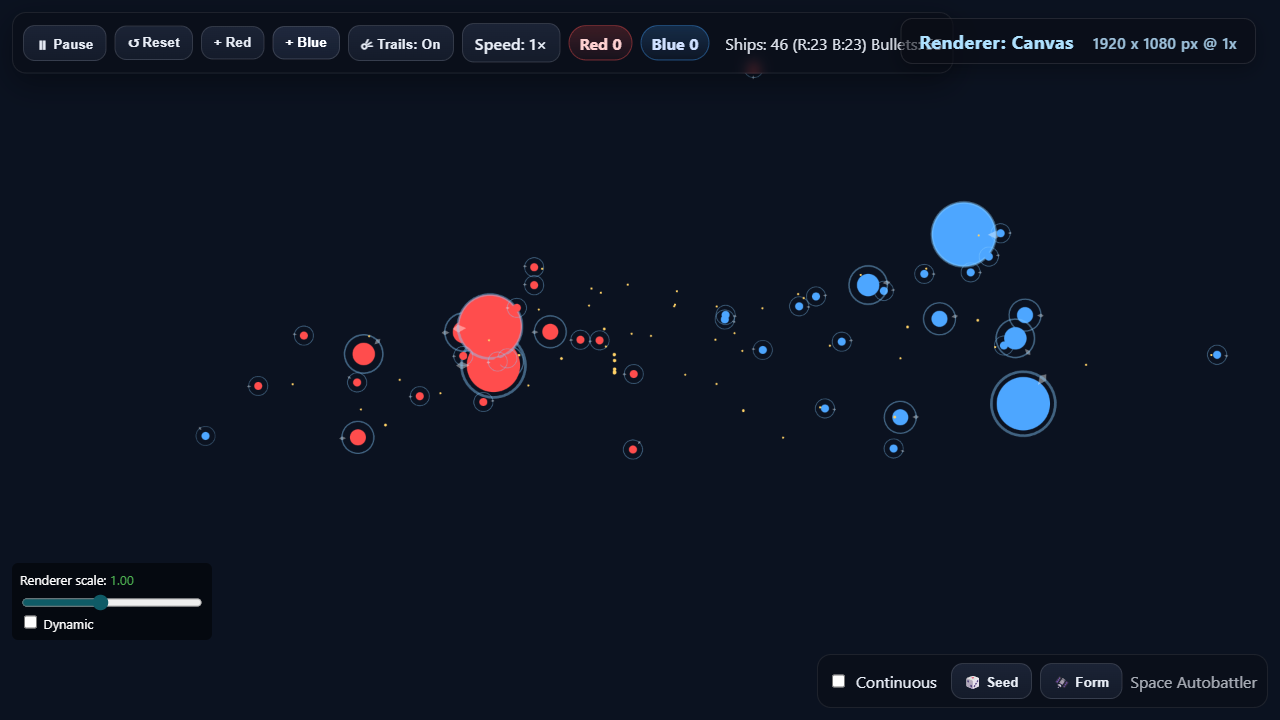 Pause
Reset
+ Red
+ Blue
Trails: On
Speed: 1×
Red 0
Blue 0
Ships: 46 (R:23 B:23) Bullets:
Renderer: Canvas
1920 x 1080 px @ 1x
Renderer scale: 1.00
Dynamic
Continuous
Seed
Form
Space Autobattler